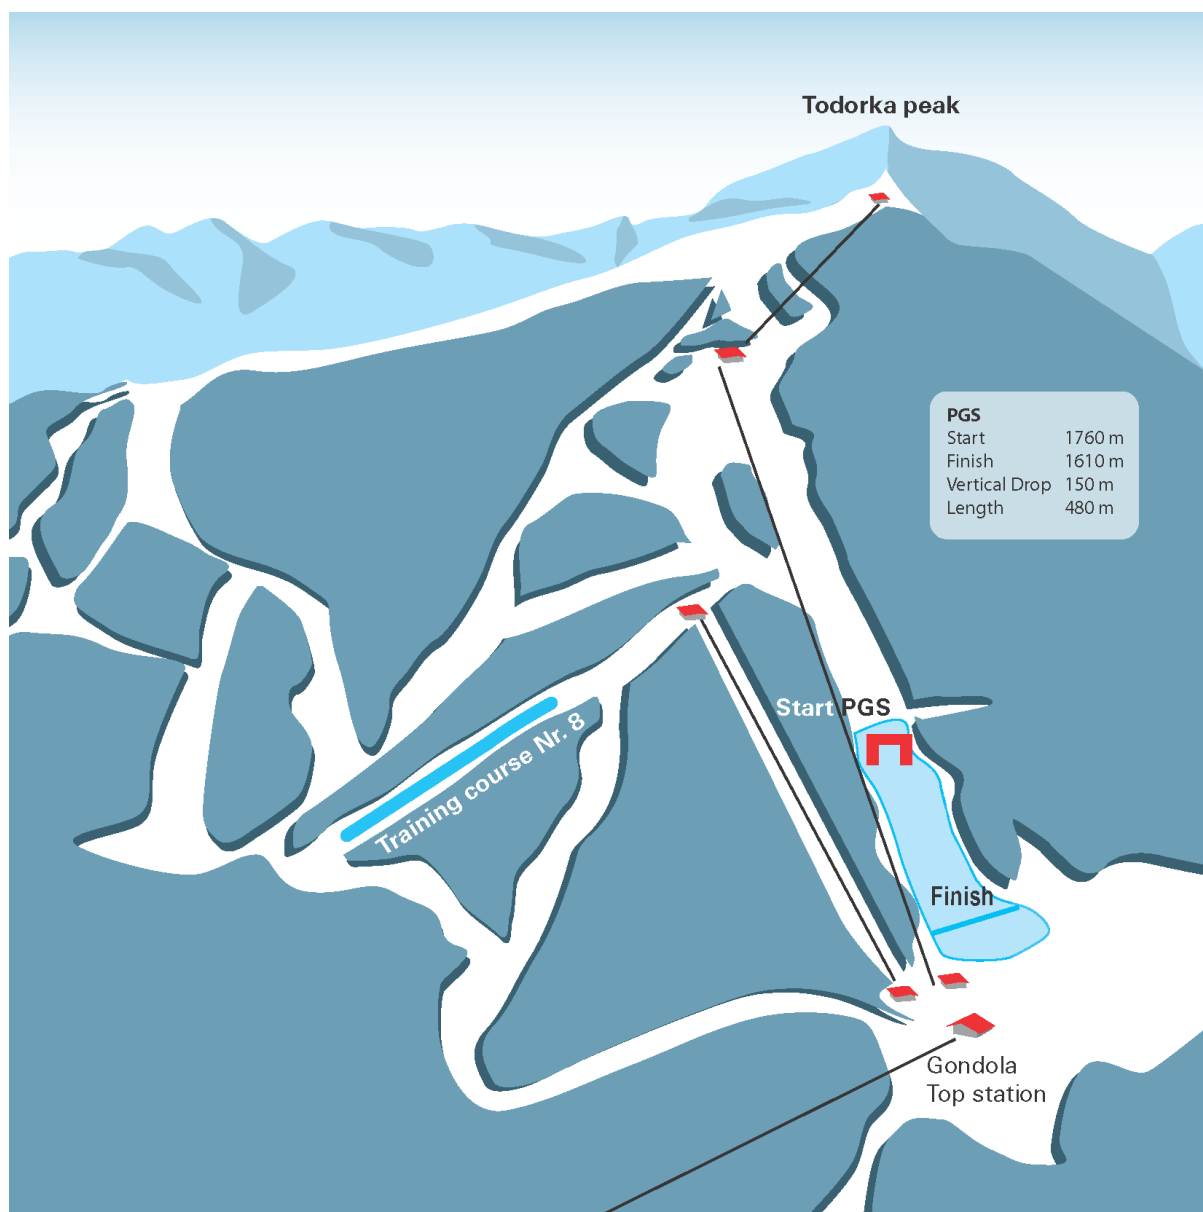 Todorka peak
PGS
Start 1760 m
Finish 1610 m
Vertical Drop 150 m
Length 480 m
Start PGS
Training course Nr. 8
Finish
Gondola
Top station